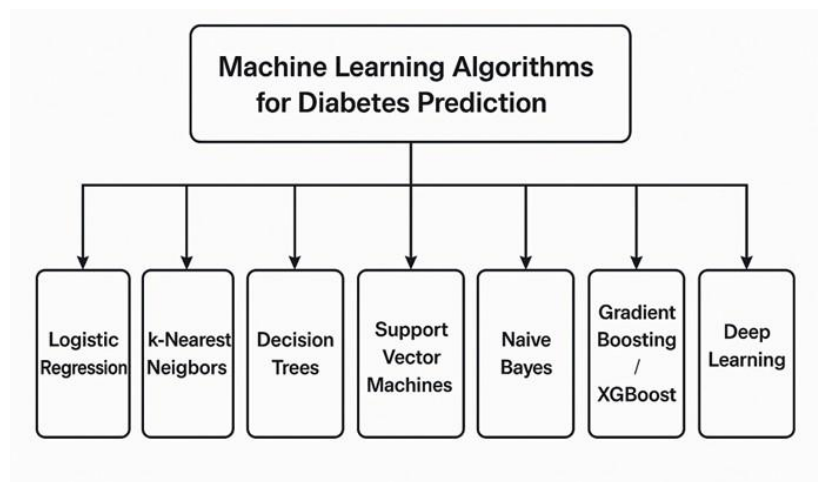 Machine Learning Algorithms
for Diabetes Prediction
Logistic
Regression
k-Nearest
Neigbors
Decision
Trees
Support
Vector
Machines
Naive
Bayes
Gradient
Boosting
/
XGBoost
Deep
Learning